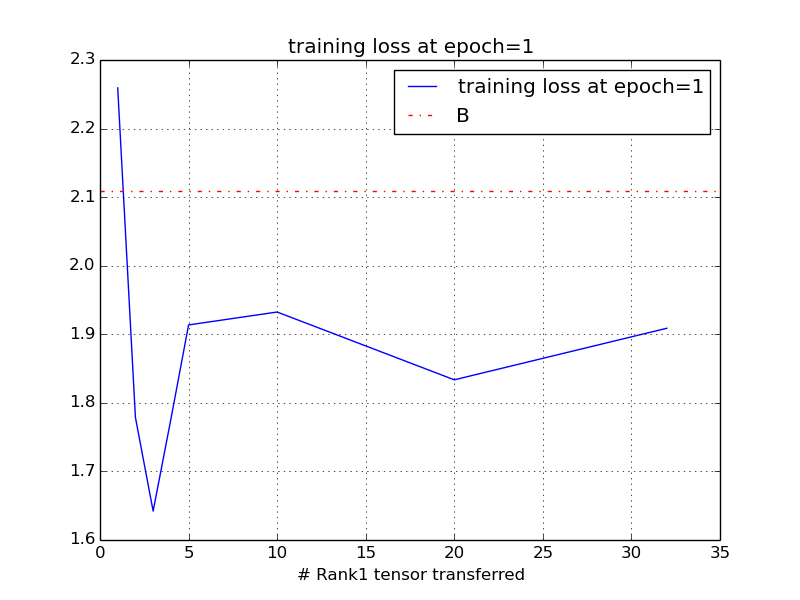 training loss at epoch=1
training loss at epoch=1
B
2.3
2.2
2.1
2.0
1.9
1.8
1.7
1.6
0 5 10 15 20 25 30 35
# Rank1 tensor transferred